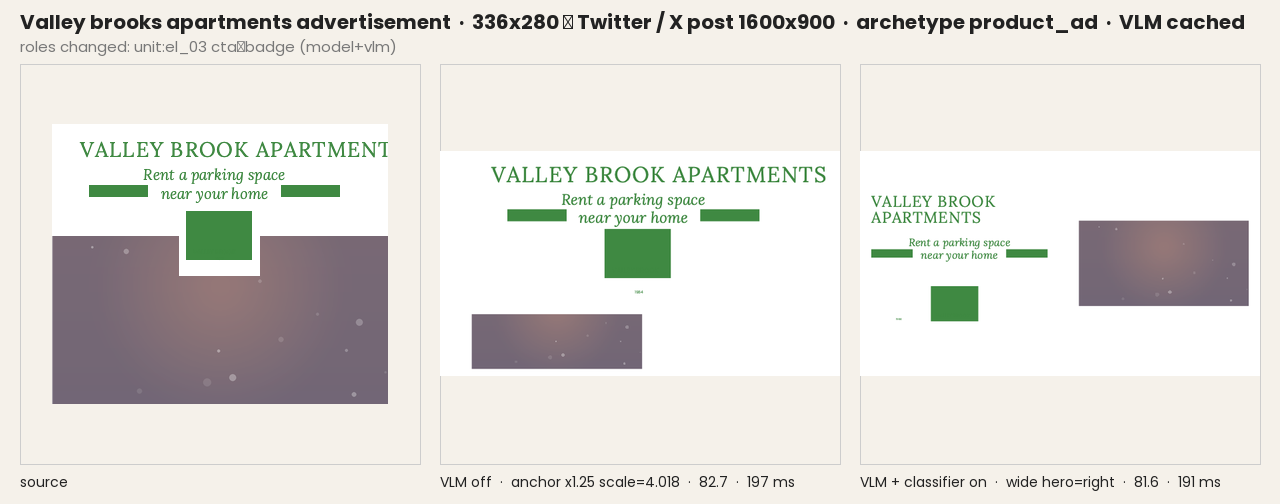 Valley brooks apartments advertisement · 336x280 Twitter / X post 1600x900 · archetype product_ad · VLM cached
roles changed: unit:el_03 cta badge (model+vlm)
VALLEY BROOK APARTMENT
Rent a parking space
near your home
VALLEY BROOK APARTMENTS
Rent a parking space
near your home
VALLEY BROOK
APARTMENTS
Rent a parking space
near your home
source
VLM off · anchor x1.25 scale=4.018 · 82.7 · 197 ms
VLM + classifier on · wide hero=right · 81.6 · 191 ms